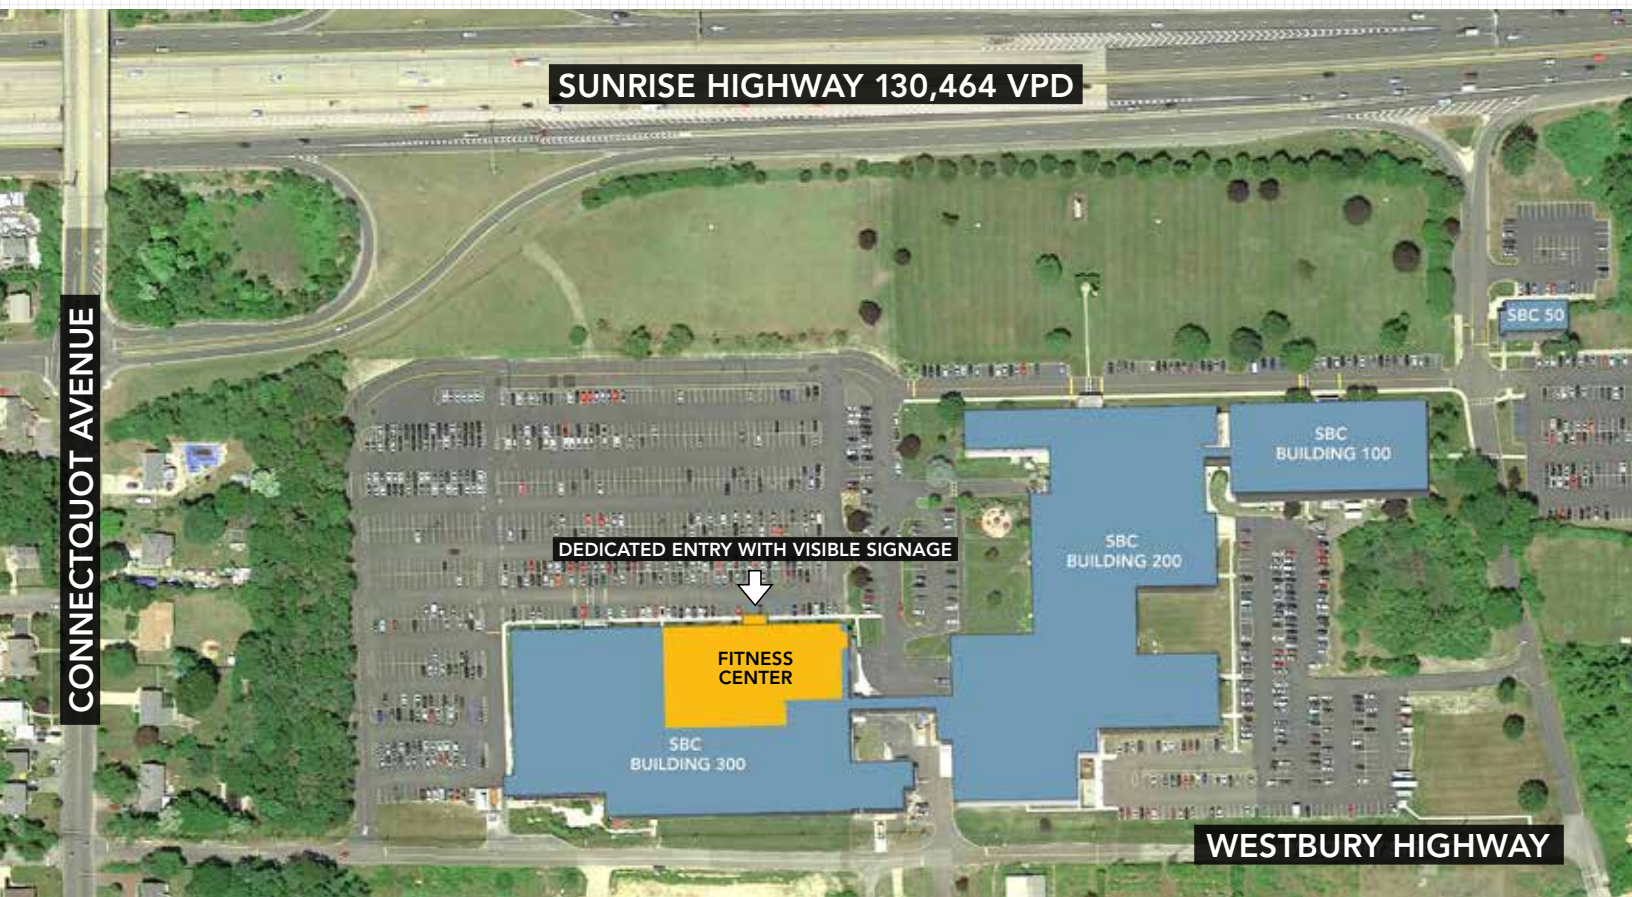 SUNRISE HIGHWAY 130,464 VPD
CONNECTQUOT AVENUE
SBC 50
SBC
BUILDING 100
SBC
BUILDING 200
DEDICATED ENTRY WITH VISIBLE SIGNAGE
FITNESS
CENTER
SBC
BUILDING 300
WESTBURY HIGHWAY